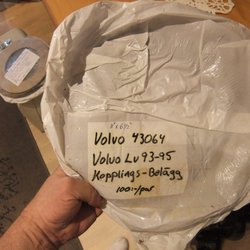 Volvo 43064
Volvo Lv 93-95
Kopplings-Belägg
100:-/par